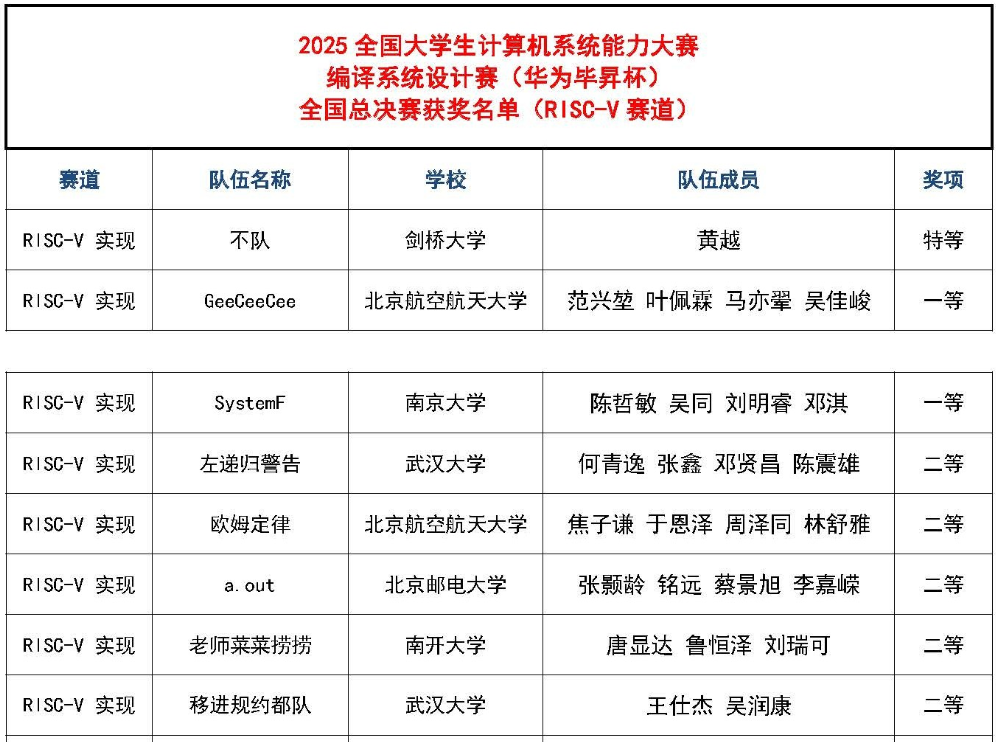 2025 全国大学生计算机系统能力大赛
编译系统设计赛（华为毕昇杯）
全国总决赛获奖名单（RISC-V 赛道）
赛道 队伍名称 学校 队伍成员 奖项
RISC-V 实现 不队 剑桥大学 黄越 特等
RISC-V 实现 GeeCeeCee 北京航空航天大学 范兴堃 叶佩霖 马亦翚 吴佳峻 一等
RISC-V 实现 SystemF 南京大学 陈哲敏 吴同 刘明睿 邓淇 一等
RISC-V 实现 左递归警告 武汉大学 何青逸 张鑫 邓贤昌 陈震雄 二等
RISC-V 实现 欧姆定律 北京航空航天大学 焦子谦 于恩泽 周泽同 林舒雅 二等
RISC-V 实现 a.out 北京邮电大学 张颢龄 铭远 蔡景旭 李嘉嵘 二等
RISC-V 实现 老师菜菜捞捞 南开大学 唐显达 鲁恒泽 刘瑞可 二等
RISC-V 实现 移进规约都队 武汉大学 王仕杰 吴润康 二等